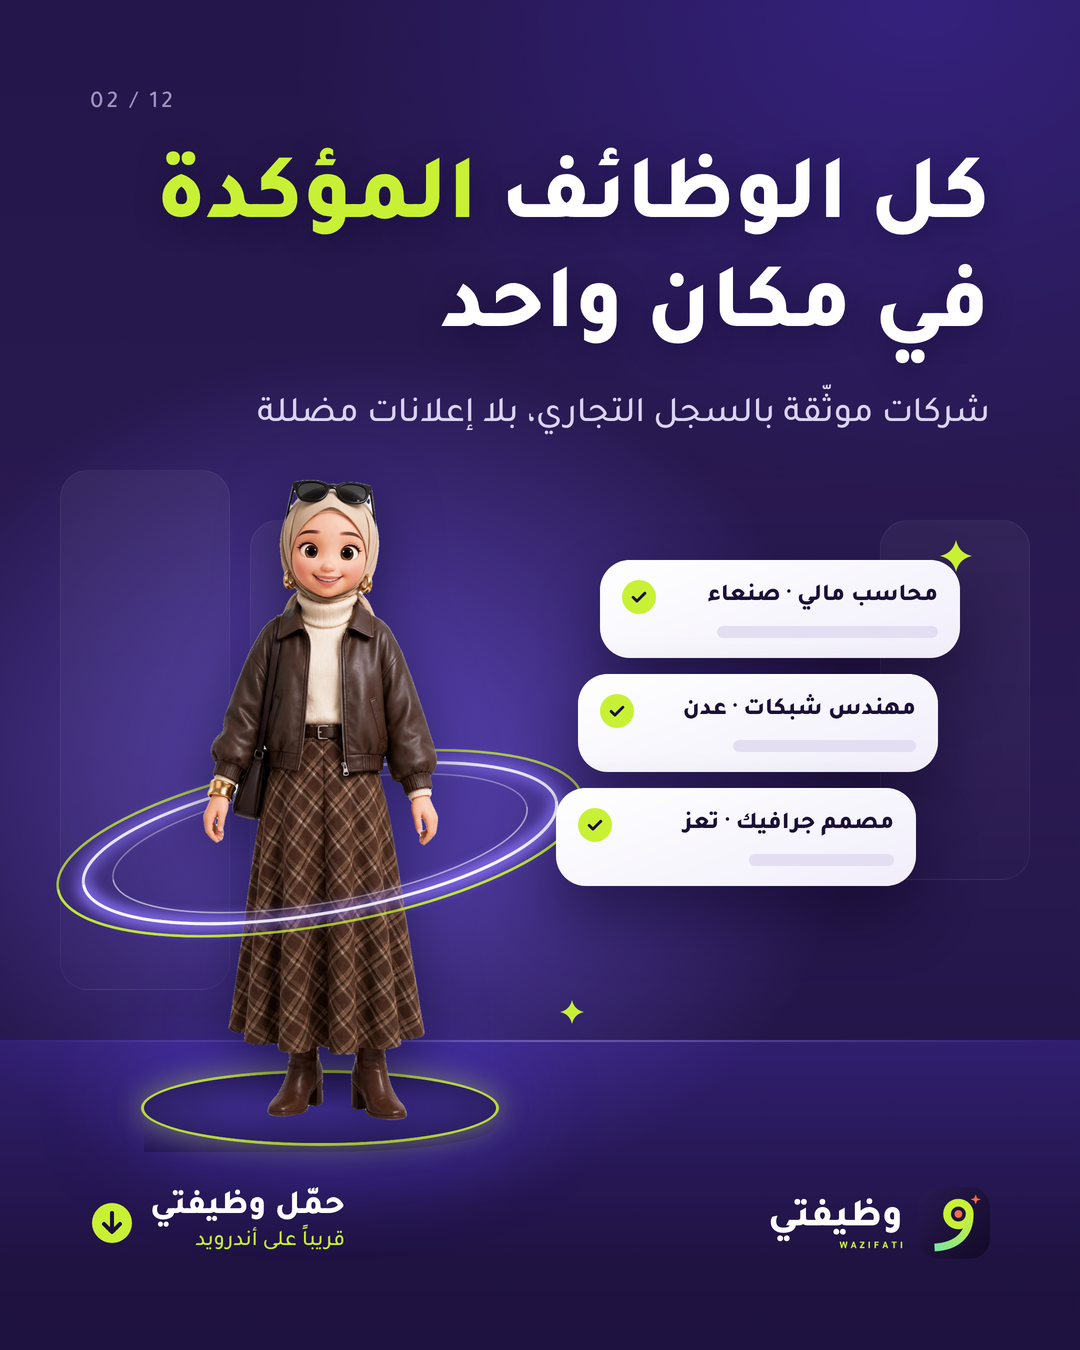 02 / 12
كل الوظائف المؤكدة
في مكان واحد
شركات موثّقة بالسجل التجاري، بلا إعلانات مضللة
محاسب مالي · صنعاء
مهندس شبكات · عدن
مصمم جرافيك · تعز
وظيفتي
WAZIFATI
حمّل وظيفتي
قريباً على أندرويد